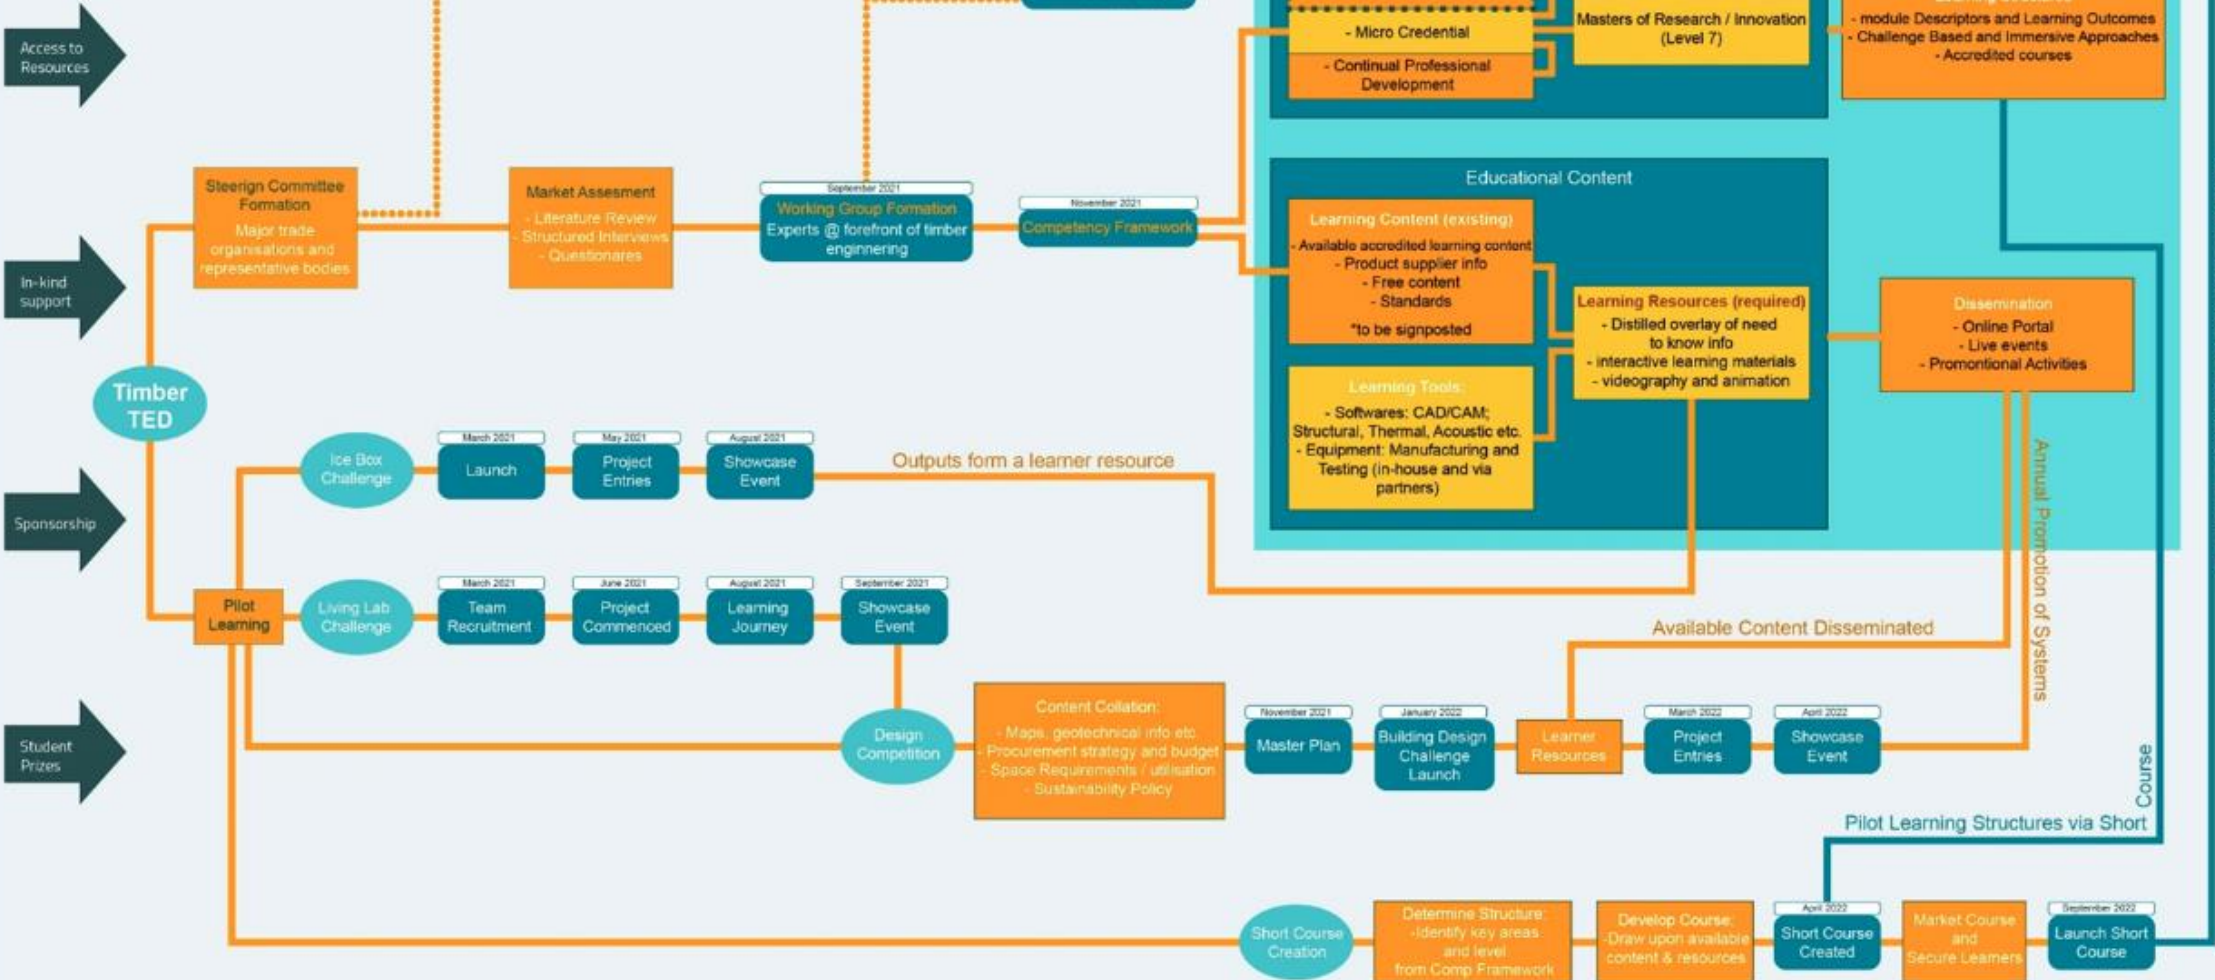 Access to
Resources
In-kind
support
Sponsorship
Student
Prizes
- Micro Credential
- Continual Professional
Development
Masters of Research / Innovation
(Level 7)
- module Descriptors and Learning Outcomes
- Challenge Based and Immersive Approaches
- Accredited courses
Steerign Committee
Formation
Major trade
organisations and
representative bodies
Market Assesment
- Literature Review
- Structured Interviews
- Questionares
September 2021
Working Group Formation
Experts @ forefront of timber
enginnering
November 2021
Competency Framework
Educational Content
Learning Content (existing)
- Available accredited learning content
- Product supplier info
- Free content
- Standards
*to be signposted
Learning Tools:
- Softwares: CAD/CAM;
Structural, Thermal, Acoustic etc.
- Equipment: Manufacturing and
Testing (in-house and via
partners)
Learning Resources (required)
- Distilled overlay of need
to know info
- interactive learning materials
- videography and animation
Dissemination
- Online Portal
- Live events
- Promontional Activities
Timber
TED
Ice Box
Challenge
March 2021
Launch
May 2021
Project
Entries
August 2021
Showcase
Event
Outputs form a learner resource
Pilot
Learning
Living Lab
Challenge
March 2021
Team
Recruitment
June 2021
Project
Commenced
August 2021
Learning
Journey
September 2021
Showcase
Event
Available Content Disseminated
Annual Promotion of Systems
Design
Competition
Content Collation:
- Maps, geotechnical info etc.
- Procurement strategy and budget
- Space Requirements / utilisation
- Sustainability Policy
November 2021
Master Plan
January 2022
Building Design
Challenge
Launch
Learner
Resources
March 2022
Project
Entries
April 2022
Showcase
Event
Pilot Learning Structures via Short
Course
Short Course
Creation
Determine Structure:
-Identify key areas
and level
from Comp Framework
Develop Course:
-Draw upon available
content & resources
April 2022
Short Course
Created
Market Course
and
Secure Learners
September 2022
Launch Short
Course